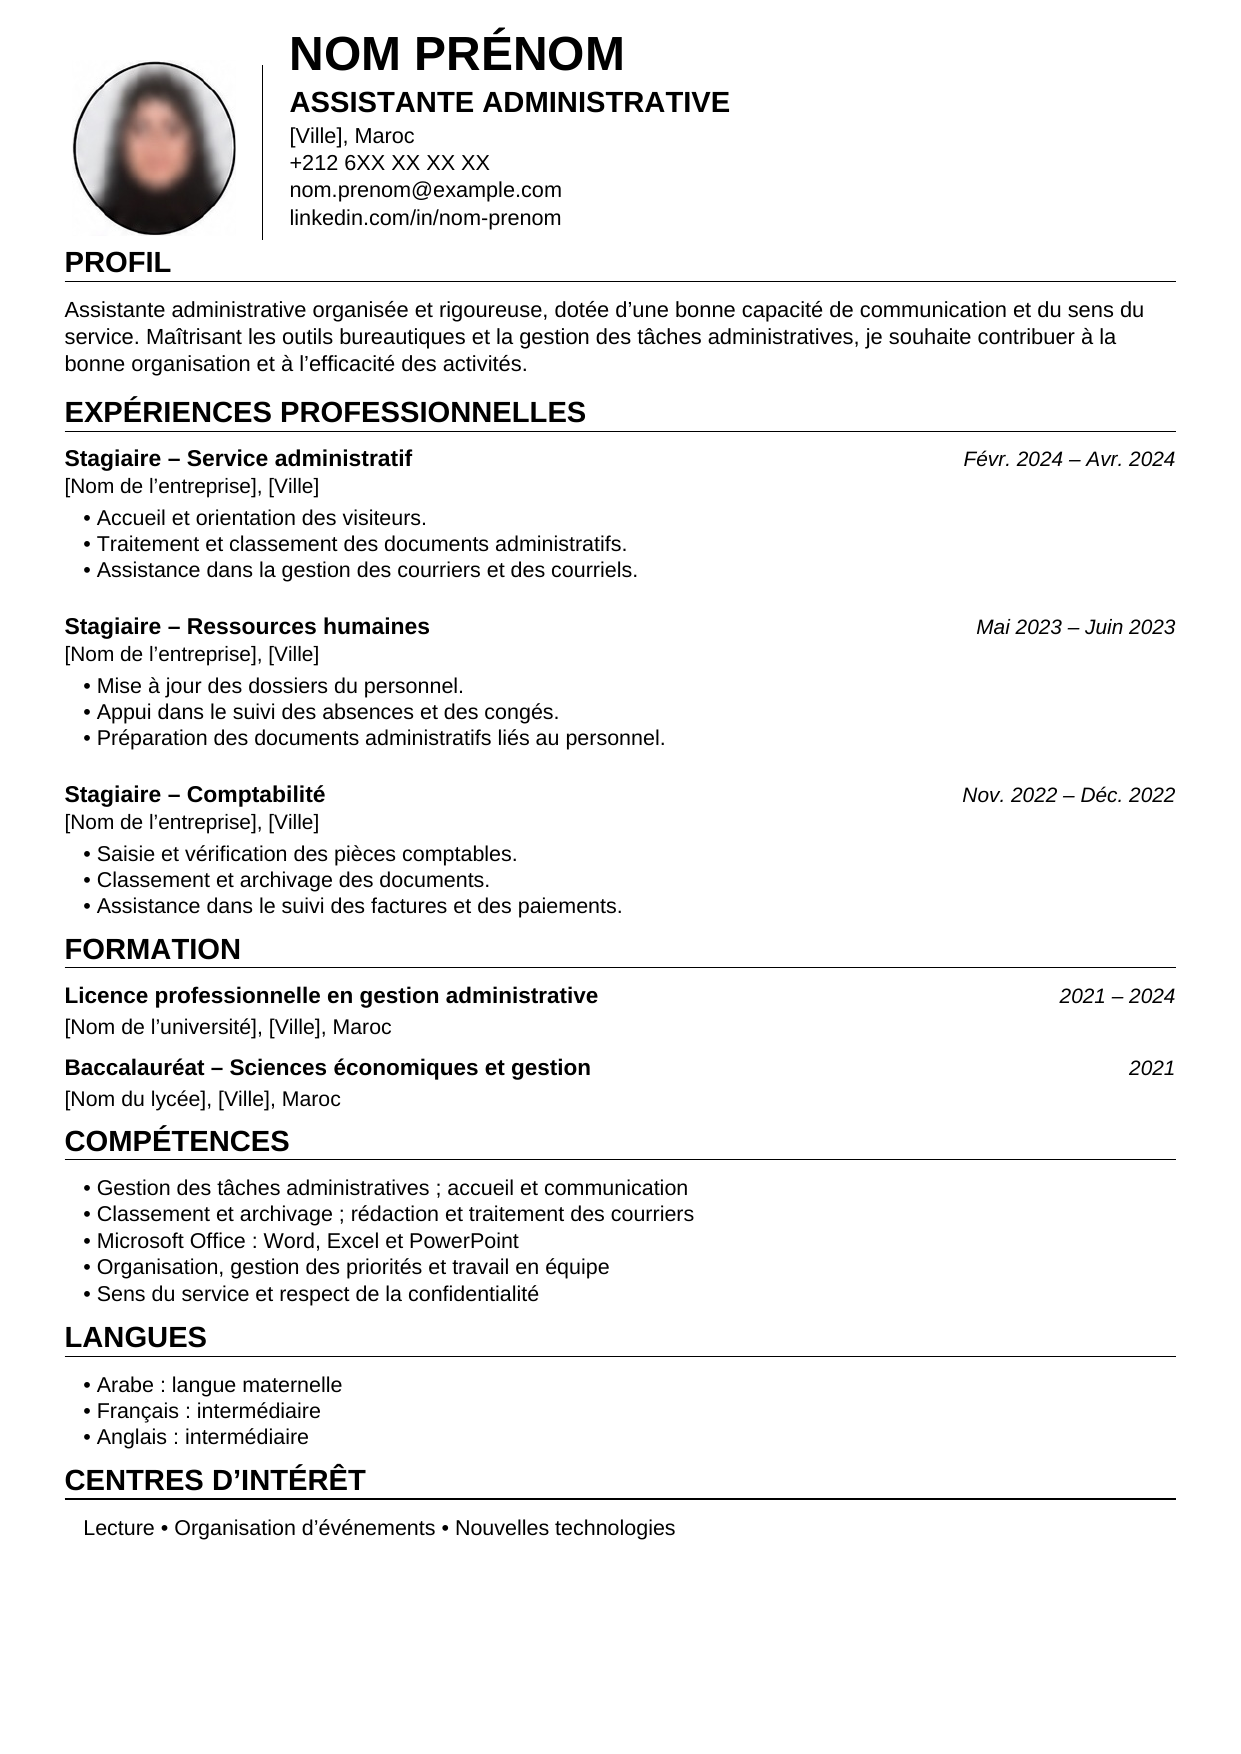 NOM PRÉNOM
ASSISTANTE ADMINISTRATIVE
[Ville], Maroc
+212 6XX XX XX XX
nom.prenom@example.com
linkedin.com/in/nom-prenom
PROFIL
Assistante administrative organisée et rigoureuse, dotée d’une bonne capacité de communication et du sens du
service. Maîtrisant les outils bureautiques et la gestion des tâches administratives, je souhaite contribuer à la
bonne organisation et à l’efficacité des activités.
EXPÉRIENCES PROFESSIONNELLES
Stagiaire – Service administratif Févr. 2024 – Avr. 2024
[Nom de l’entreprise], [Ville]
• Accueil et orientation des visiteurs.
• Traitement et classement des documents administratifs.
• Assistance dans la gestion des courriers et des courriels.
Stagiaire – Ressources humaines Mai 2023 – Juin 2023
[Nom de l’entreprise], [Ville]
• Mise à jour des dossiers du personnel.
• Appui dans le suivi des absences et des congés.
• Préparation des documents administratifs liés au personnel.
Stagiaire – Comptabilité Nov. 2022 – Déc. 2022
[Nom de l’entreprise], [Ville]
• Saisie et vérification des pièces comptables.
• Classement et archivage des documents.
• Assistance dans le suivi des factures et des paiements.
FORMATION
Licence professionnelle en gestion administrative 2021 – 2024
[Nom de l’université], [Ville], Maroc
Baccalauréat – Sciences économiques et gestion 2021
[Nom du lycée], [Ville], Maroc
COMPÉTENCES
• Gestion des tâches administratives ; accueil et communication
• Classement et archivage ; rédaction et traitement des courriers
• Microsoft Office : Word, Excel et PowerPoint
• Organisation, gestion des priorités et travail en équipe
• Sens du service et respect de la confidentialité
LANGUES
• Arabe : langue maternelle
• Français : intermédiaire
• Anglais : intermédiaire
CENTRES D’INTÉRÊT
Lecture • Organisation d’événements • Nouvelles technologies